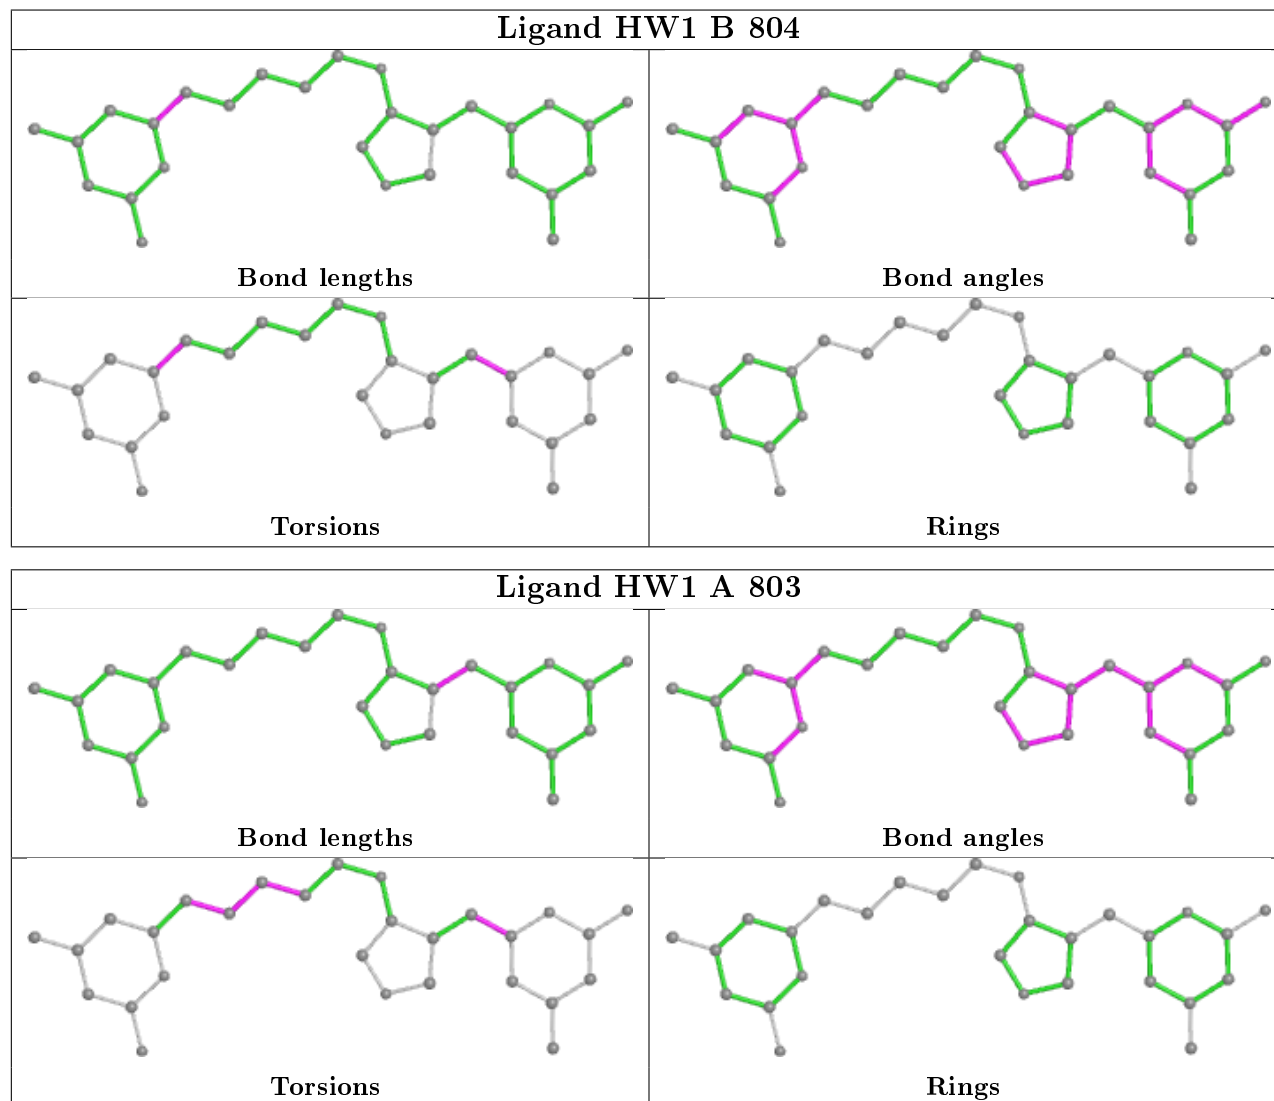 Ligand HW1 B 804
Bond lengths
Bond angles
Torsions
Rings
Ligand HW1 A 803
Bond lengths
Bond angles
Torsions
Rings